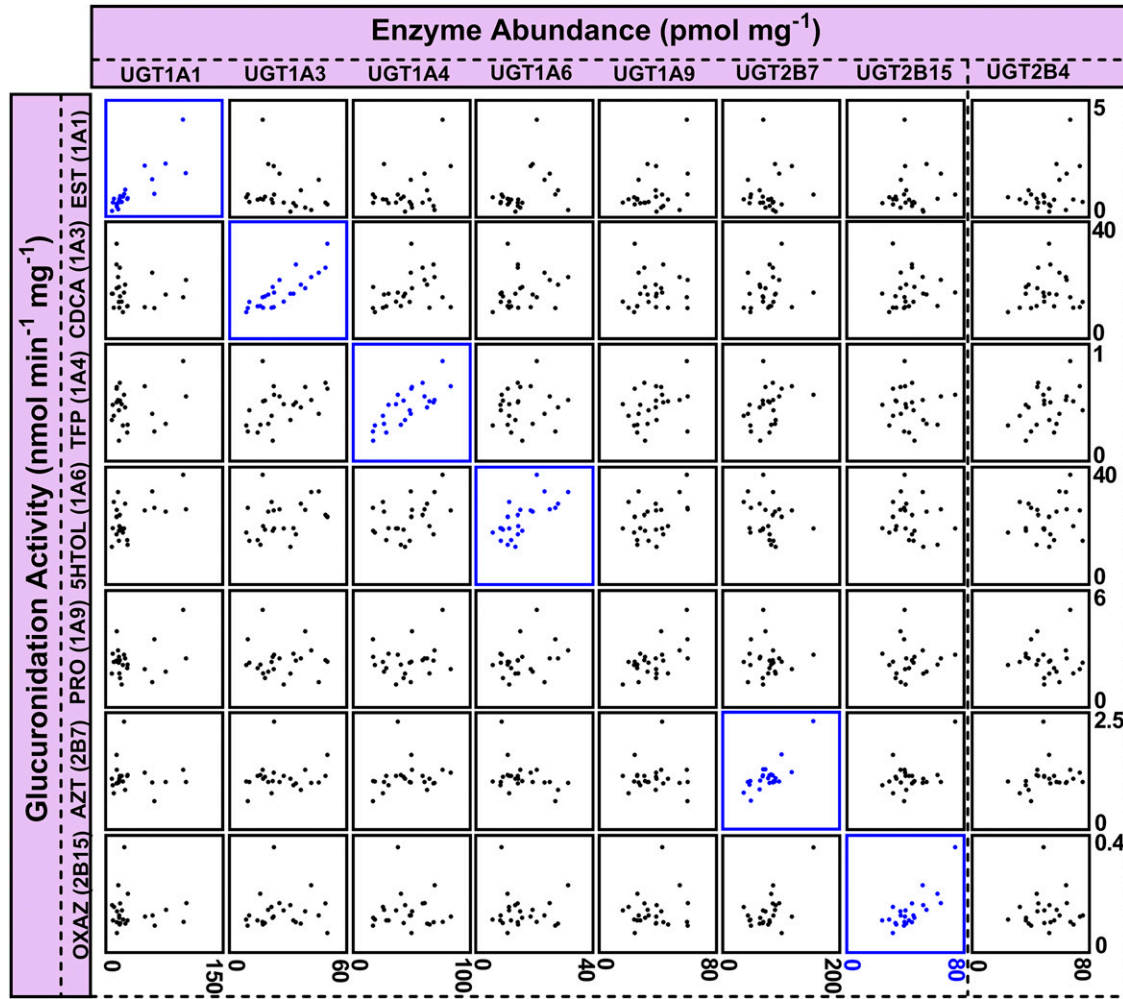 Enzyme Abundance (pmol mg⁻¹)
UGT1A1 UGT1A3 UGT1A4 UGT1A6 UGT1A9 UGT2B7 UGT2B15 UGT2B4
Glucuronidation Activity (nmol min⁻¹ mg⁻¹)
EST (1A1)
5
0
CDCA (1A3)
40
0
TFP (1A4)
1
0
5HTOL (1A6)
40
0
PRO (1A9)
6
0
AZT (2B7)
2.5
0
OXAZ (2B15)
0.4
0
0 150 0 60 0 100 0 40 0 80 0 200 0 80 0 80